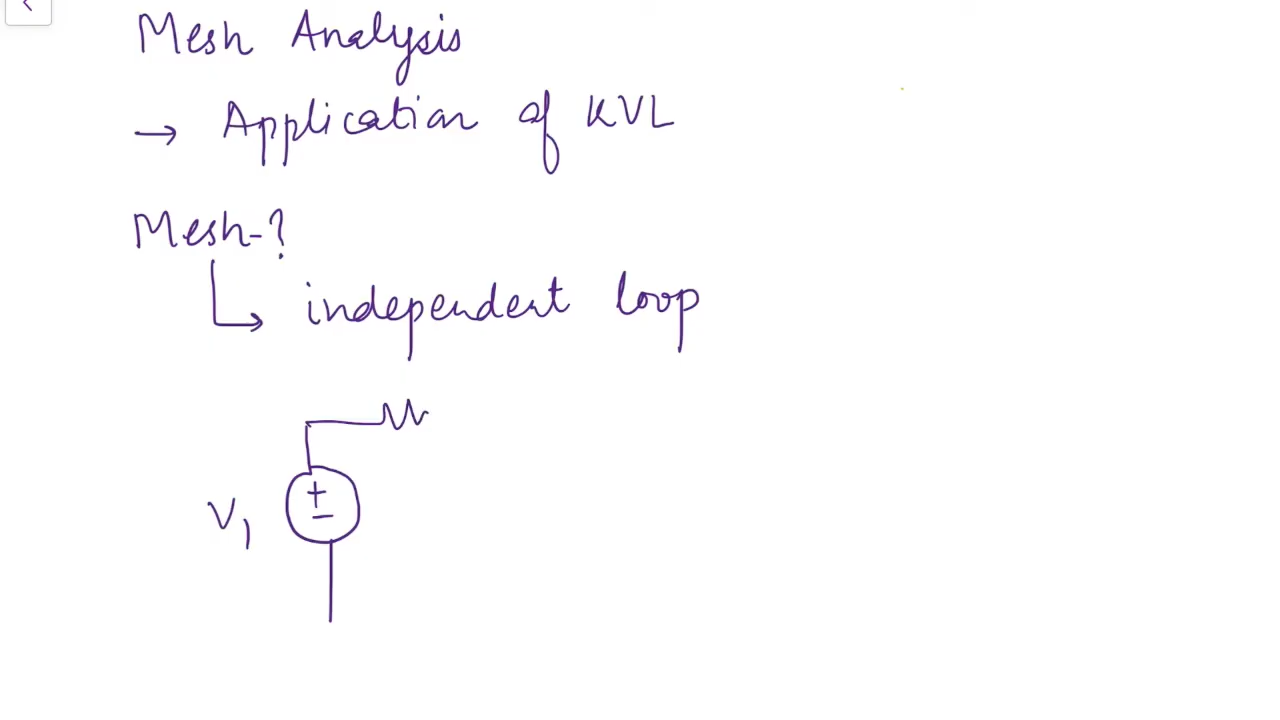 Mesh Analysis
→ Application of KVL
Mesh-?
independent loop
V1
+
−